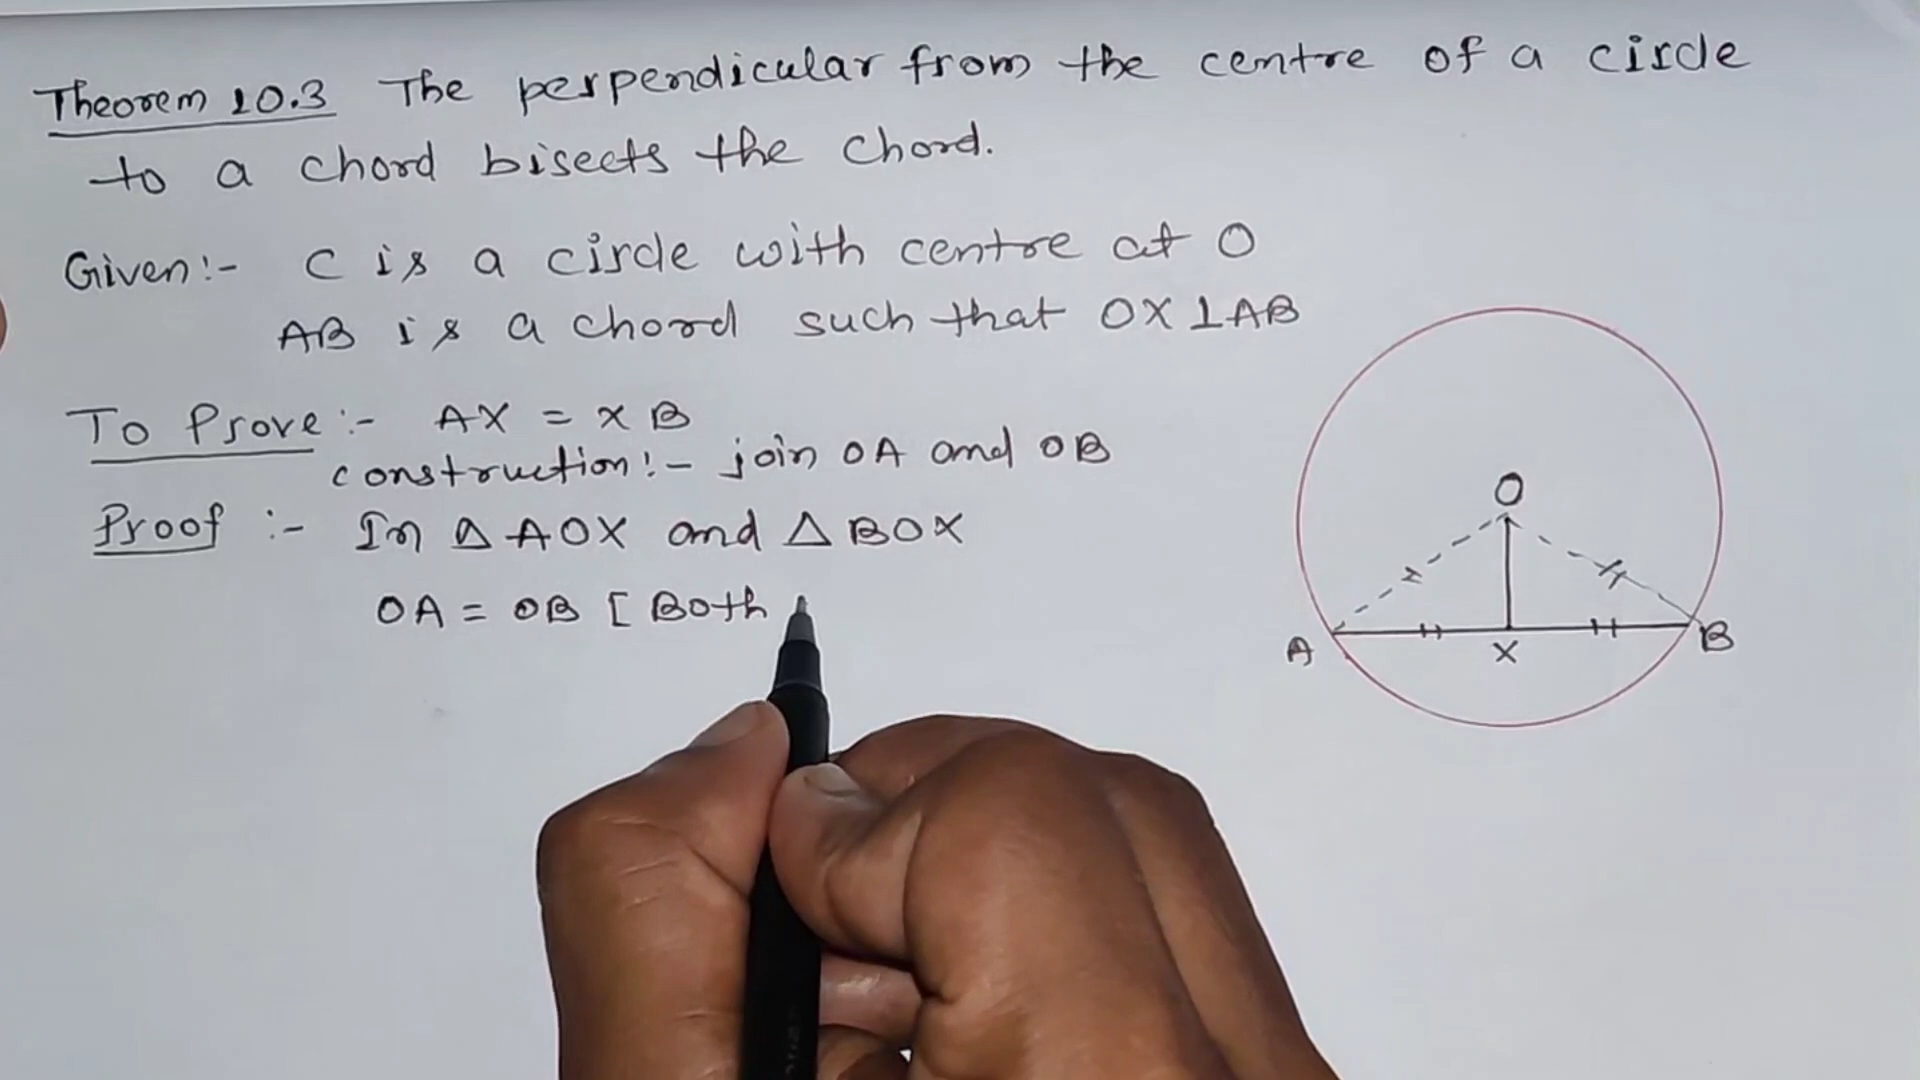 Theorem 10.3 The perpendicular from the centre of a circle
to a chord bisects the chord.
Given:- C is a circle with centre at O
AB is a chord such that OX ⊥ AB
To Prove :- AX = XB
construction:- join OA and OB
Proof :- In △ AOX and △ BOX
OA = OB [ Both
O
A
X
B